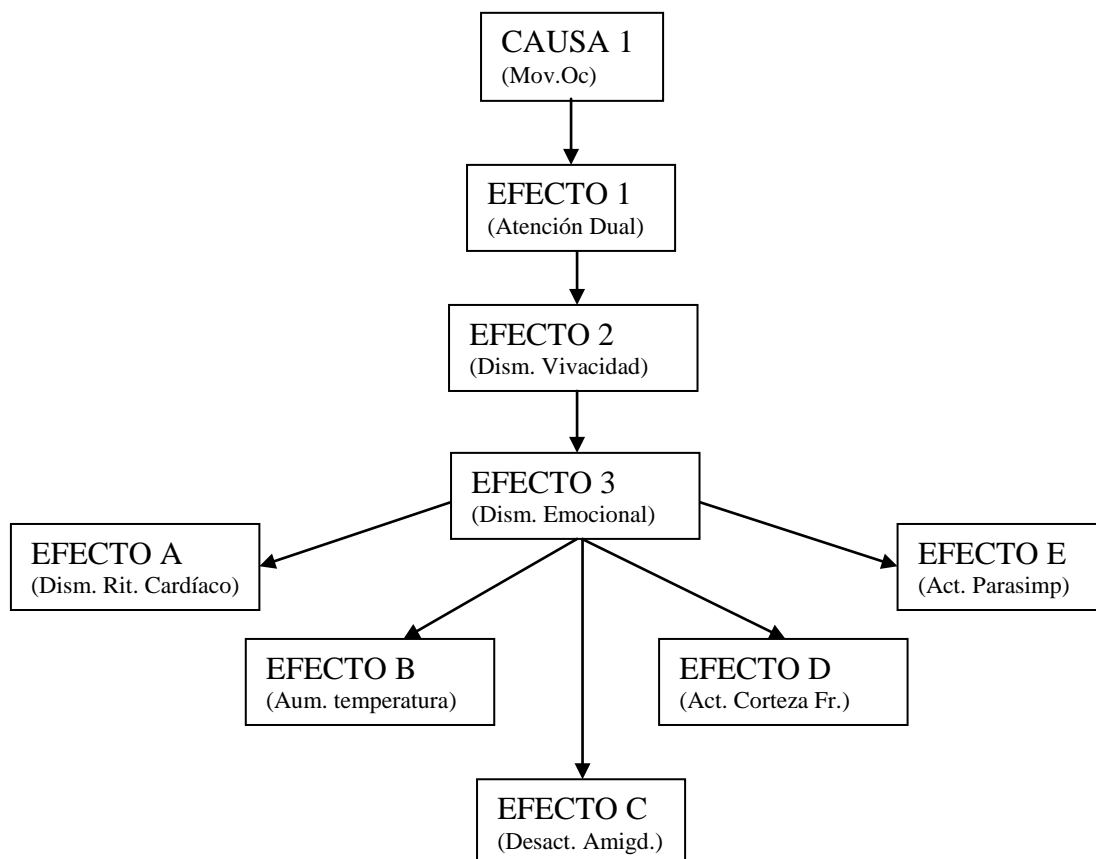 CAUSA 1
(Mov.Oc)
EFECTO 1
(Atención Dual)
EFECTO 2
(Dism. Vivacidad)
EFECTO 3
(Dism. Emocional)
EFECTO A
(Dism. Rit. Cardíaco)
EFECTO E
(Act. Parasimp)
EFECTO B
(Aum. temperatura)
EFECTO D
(Act. Corteza Fr.)
EFECTO C
(Desact. Amigd.)